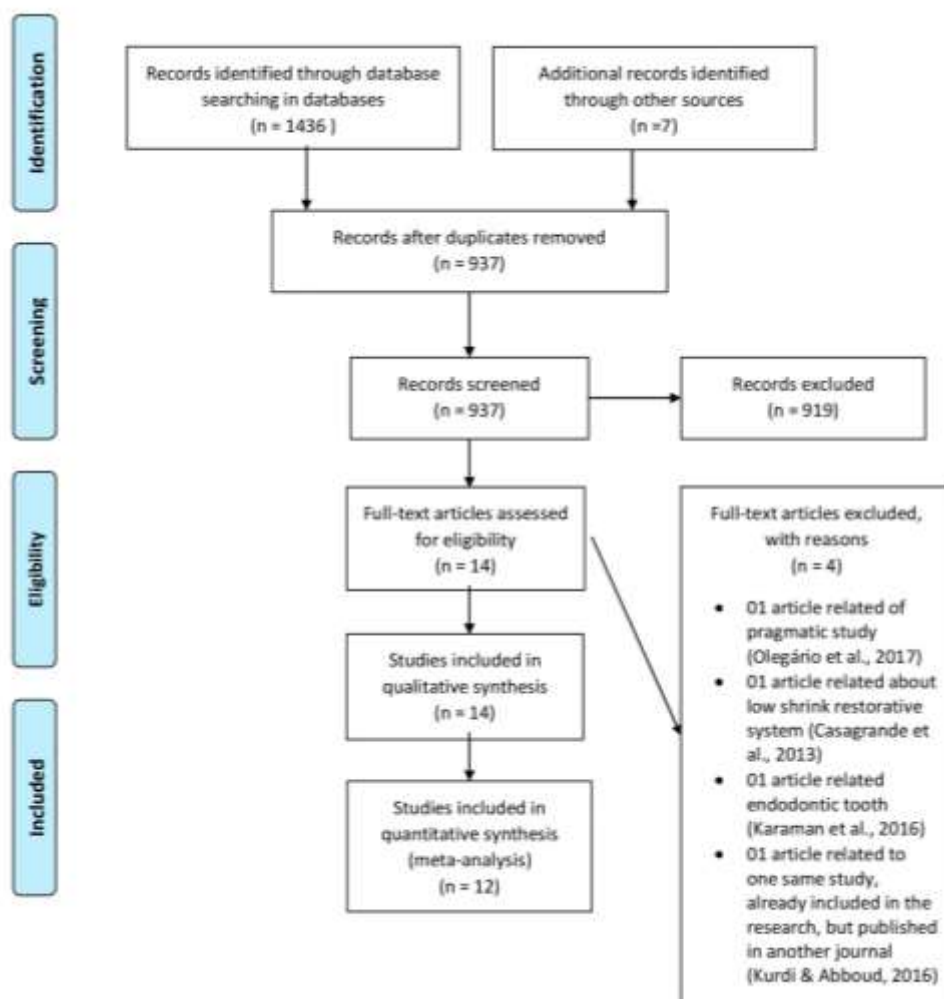 Identification
Records identified through database
searching in databases
(n = 1436 )
Additional records identified
through other sources
(n =7)
Records after duplicates removed
(n = 937)
Screening
Records screened
(n = 937)
Records excluded
(n = 919)
Eligibility
Full-text articles assessed
for eligibility
(n = 14)
Full-text articles excluded,
with reasons
(n = 4)
• 01 article related of
pragmatic study
(Olegário et al., 2017)
• 01 article related about
low shrink restorative
system (Casagrande et
al., 2013)
• 01 article related
endodontic tooth
(Karaman et al., 2016)
• 01 article related to
one same study,
already included in the
research, but published
in another journal
(Kurdi & Abboud, 2016)
Studies included in
qualitative synthesis
(n = 14)
Included
Studies included in
quantitative synthesis
(meta-analysis)
(n = 12)